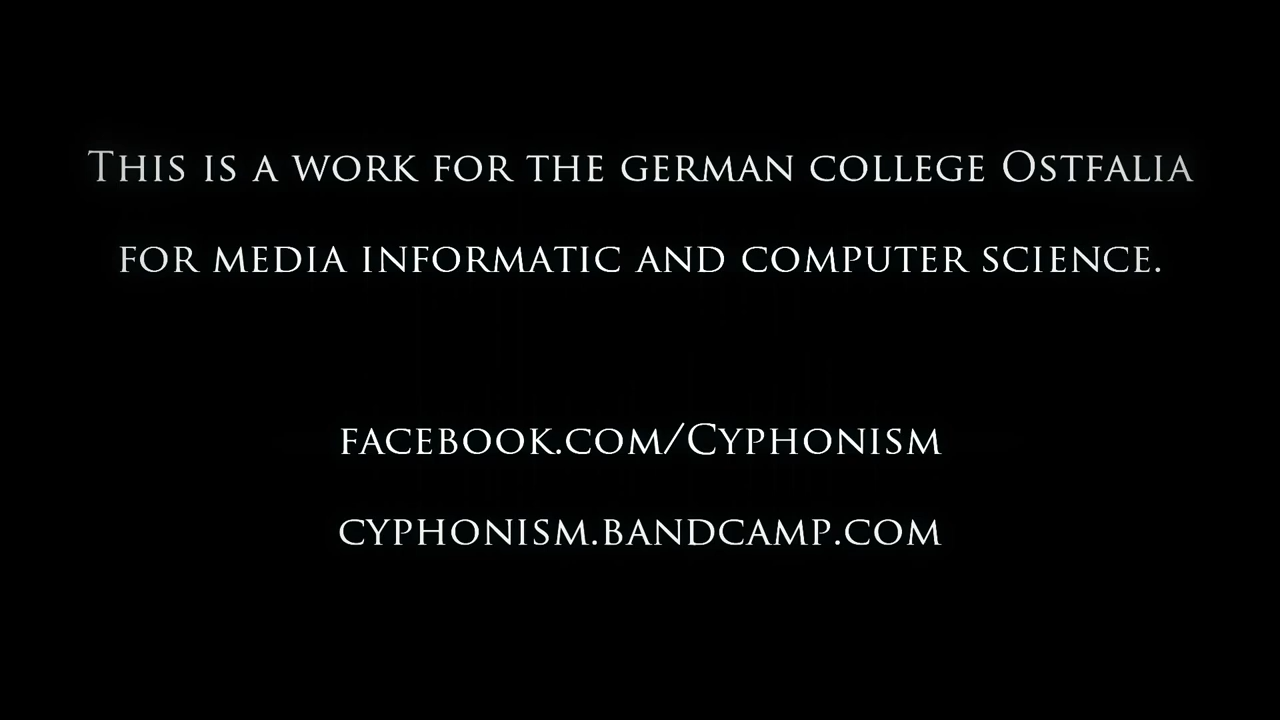 This is a work for the german college Ostfalia
for media informatic and computer science.
facebook.com/Cyphonism
cyphonism.bandcamp.com